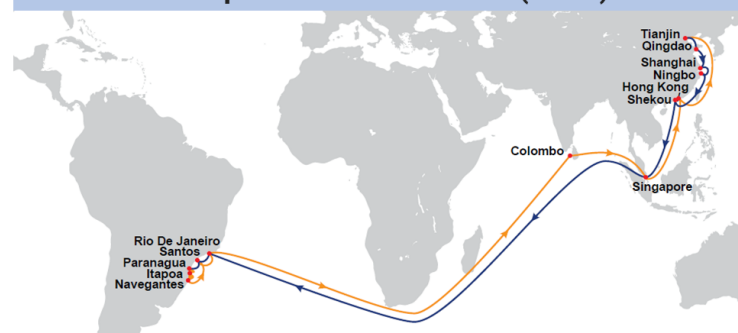 Tianjin
Qingdao
Shanghai
Ningbo
Hong Kong
Shekou
Colombo
Singapore
Rio De Janeiro
Santos
Paranagua
Itapoa
Navegantes